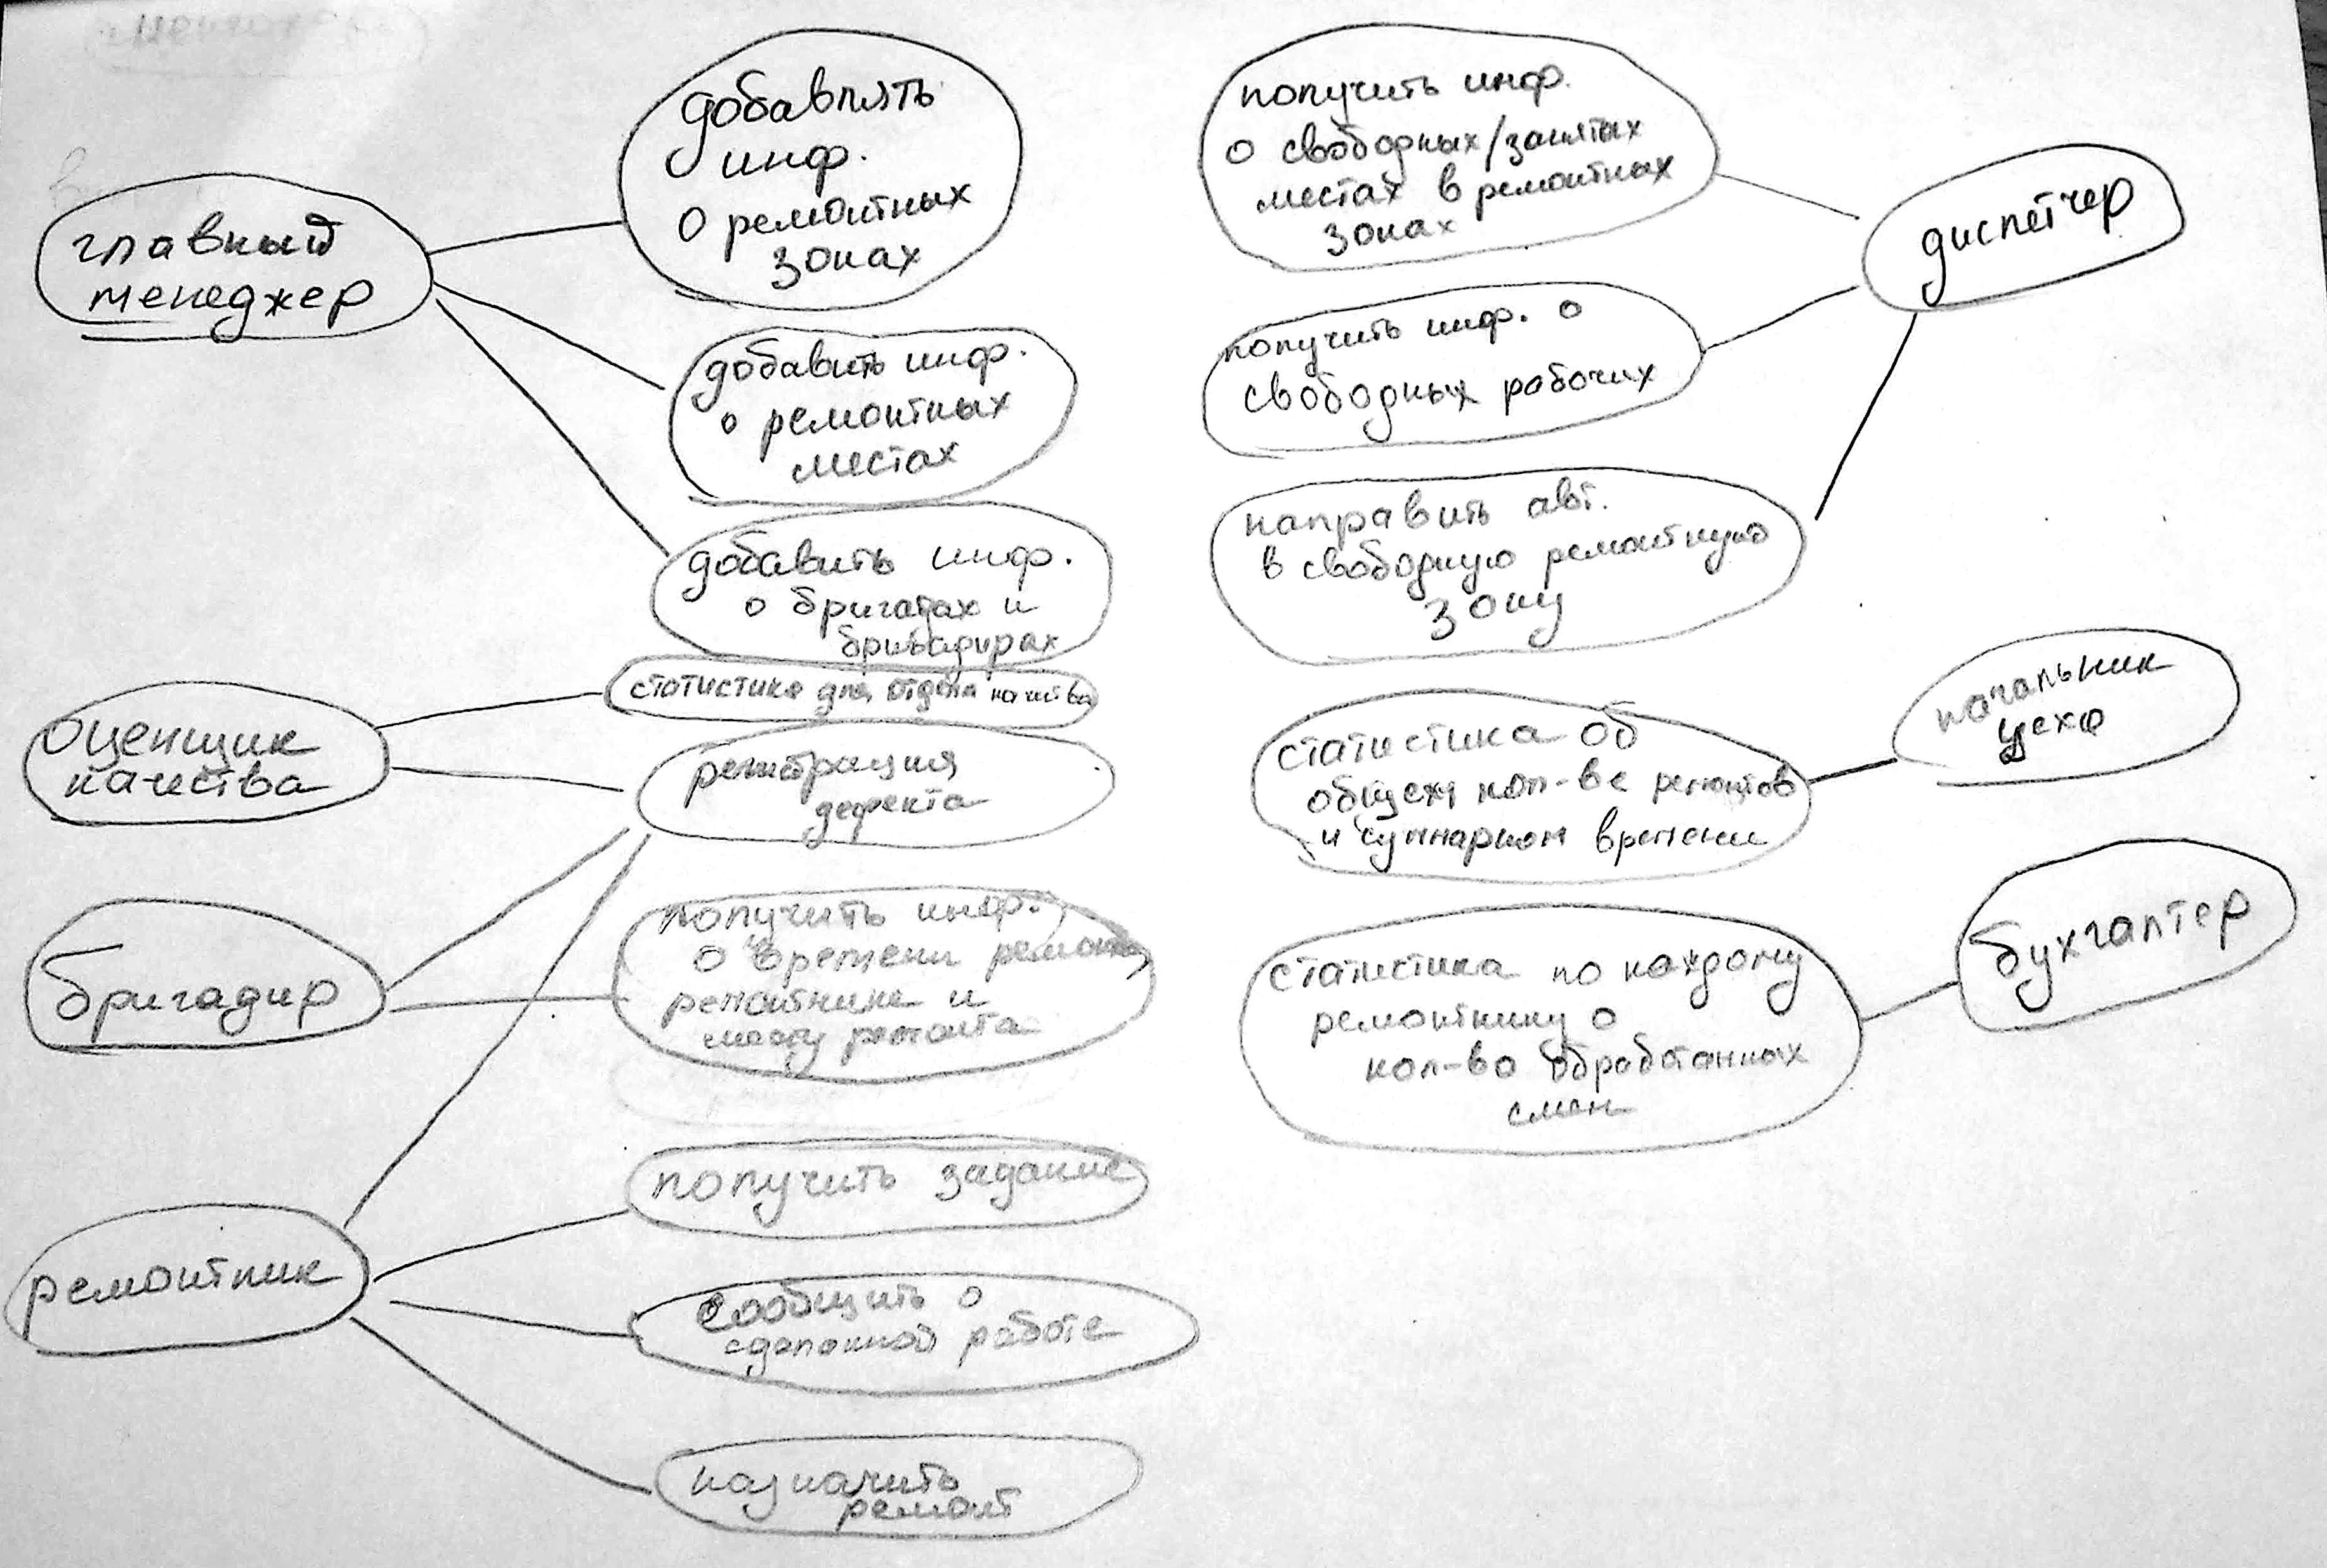 главный
менеджер
добавлять
инф.
о ремонтных
зонах
добавить инф.
о ремонтных
местах
добавить инф.
о бригадах и
бригадирах
оценщик
качества
статистика для отдела качества
регистрация
дефекта
бригадир
получить инф.
о времени ремонта,
ремонтнике и
месту ремонта
ремонтник
получить задание
сообщить о
сделанной работе
назначить
ремонт
получить инф.
о свободных/занятых
местах в ремонтных
зонах
диспетчер
получить инф. о
свободных рабочих
направить авт.
в свободную ремонтную
зону
статистика об
общем кол-ве ремонтов
и суммарном времени
начальник
цеха
статистика по каждому
ремонтнику о
кол-во обработанных
смен
бухгалтер